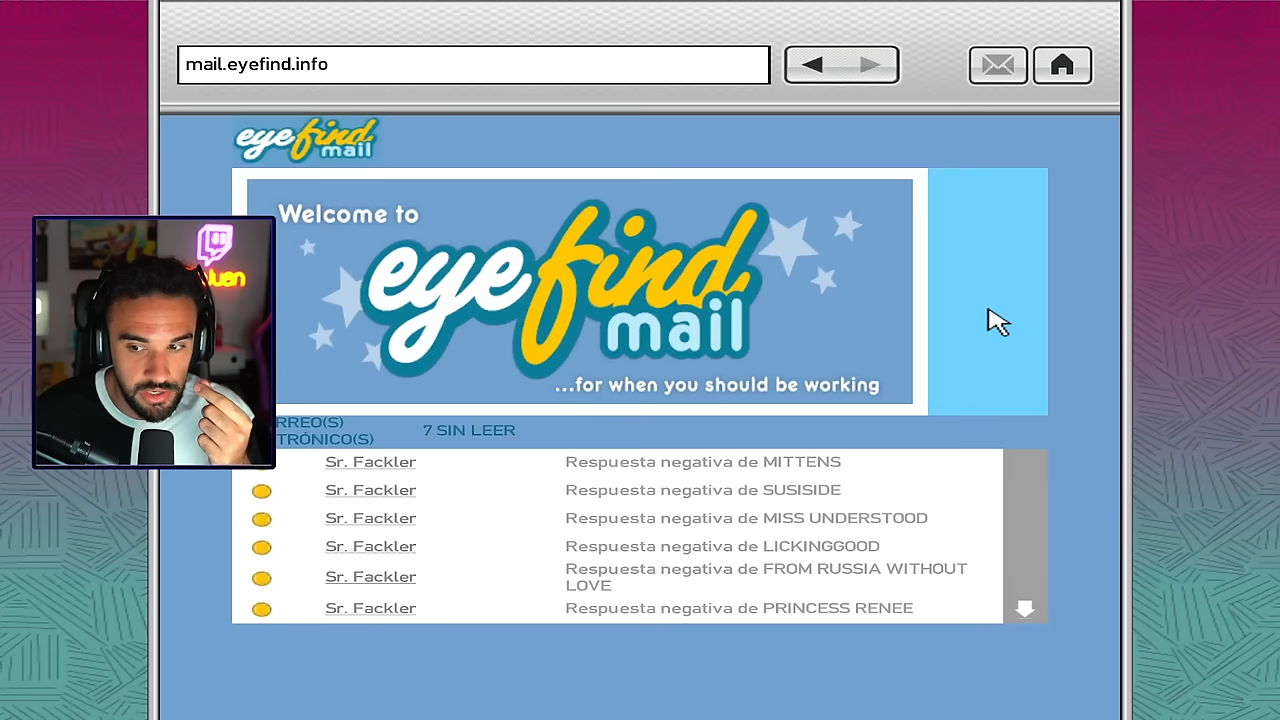 mail.eyefind.info
eyefind
mail
Welcome to
eyefind
mail
...for when you should be working
RREO(S)
TRÓNICO(S)
7 SIN LEER
Sr. Fackler Respuesta negativa de MITTENS
Sr. Fackler Respuesta negativa de SUSISIDE
Sr. Fackler Respuesta negativa de MISS UNDERSTOOD
Sr. Fackler Respuesta negativa de LICKINGGOOD
Sr. Fackler Respuesta negativa de FROM RUSSIA WITHOUT
LOVE
Sr. Fackler Respuesta negativa de PRINCESS RENEE